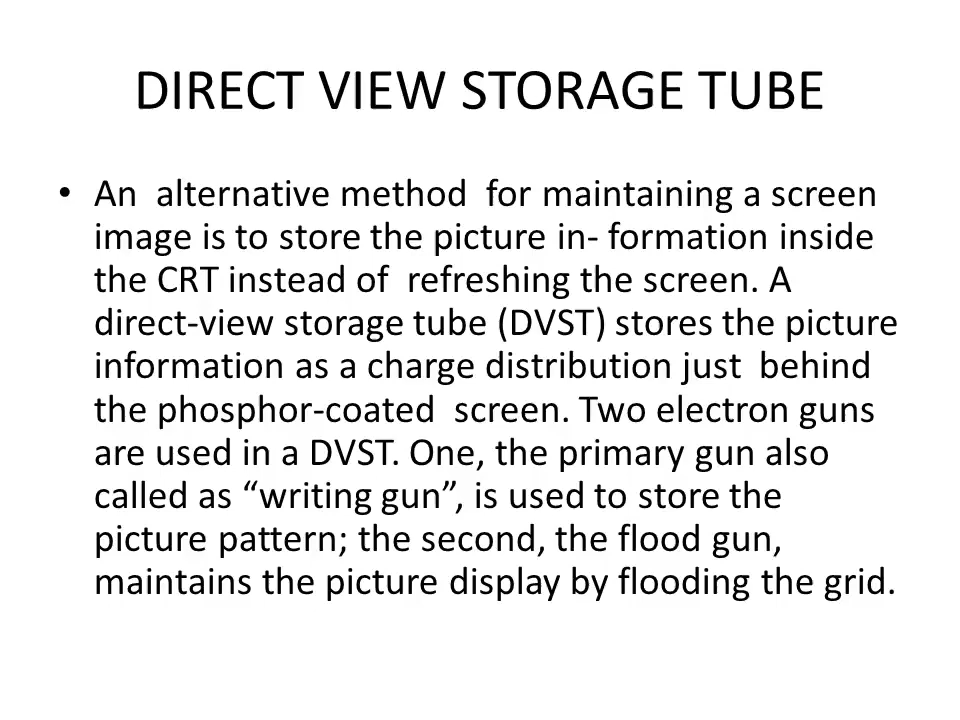 DIRECT VIEW STORAGE TUBE
• An  alternative method  for maintaining a screen
image is to store the picture in- formation inside
the CRT instead of  refreshing the screen. A
direct-view storage tube (DVST) stores the picture
information as a charge distribution just  behind
the phosphor-coated  screen. Two electron guns
are used in a DVST. One, the primary gun also
called as “writing gun”, is used to store the
picture pattern; the second, the flood gun,
maintains the picture display by flooding the grid.